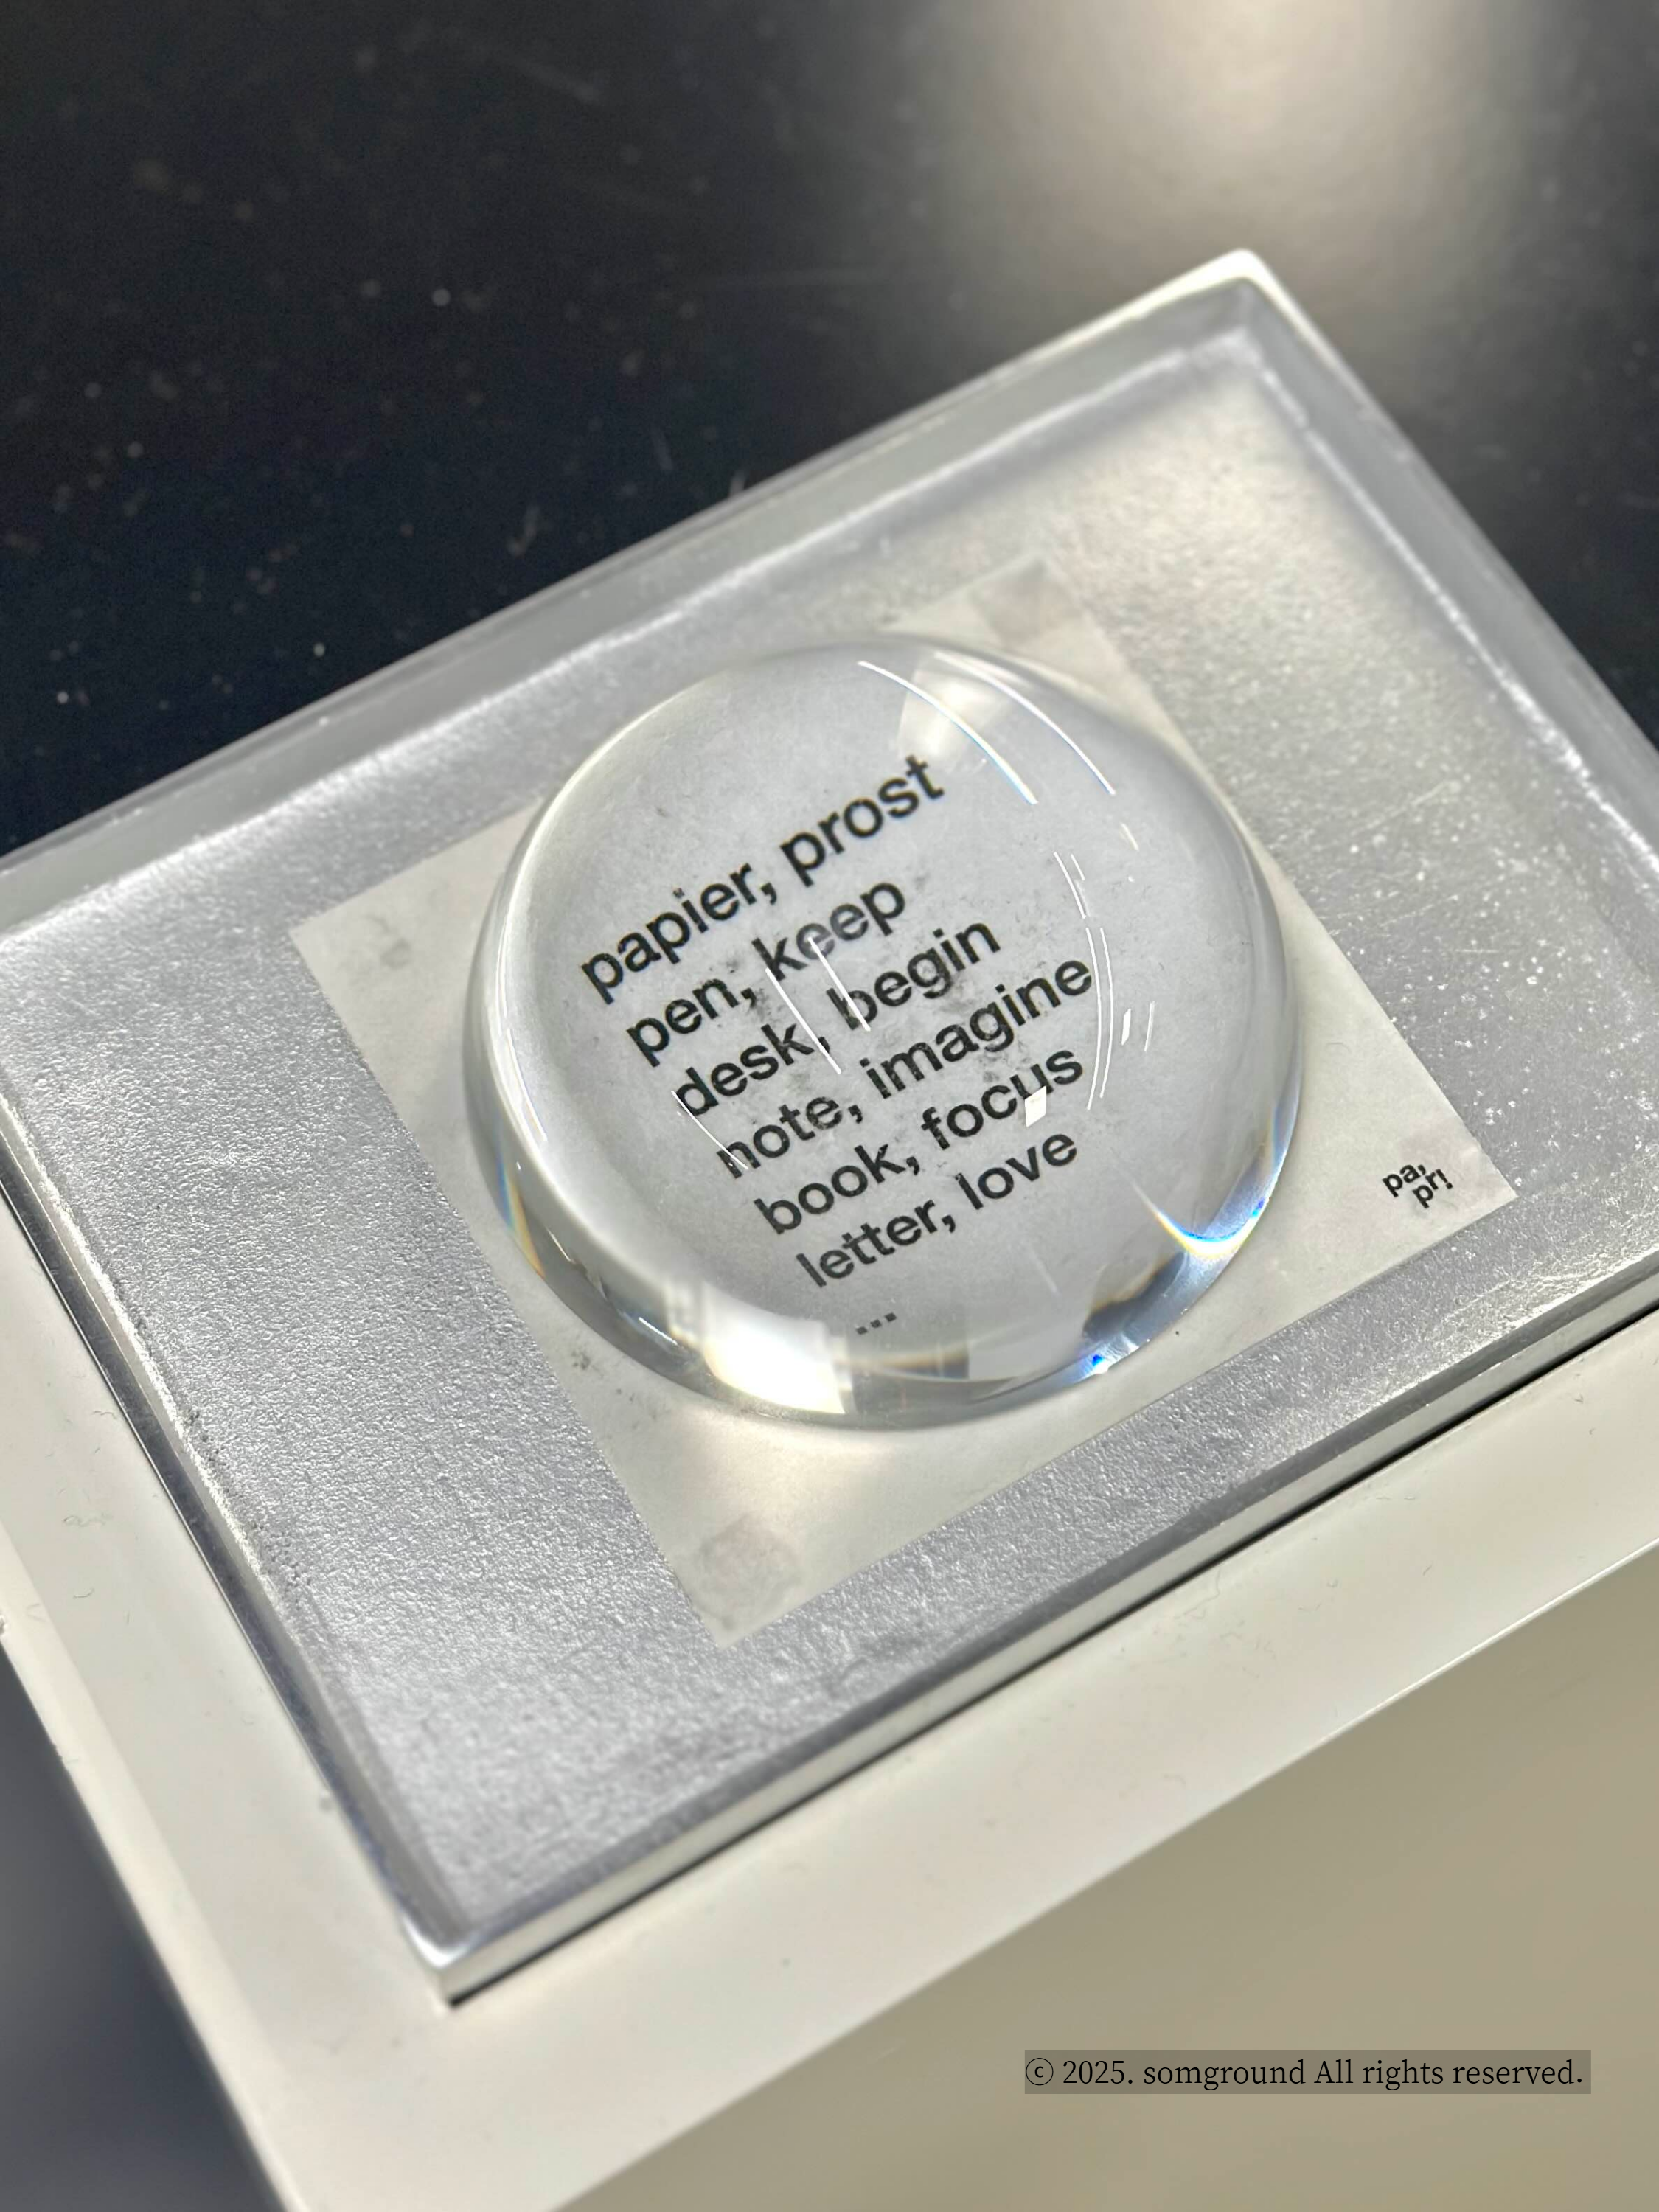 papier, prost
pen, keep
desk, begin
note, imagine
book, focus
letter, love
...
pa,
pr!
ⓒ 2025. somground All rights reserved.